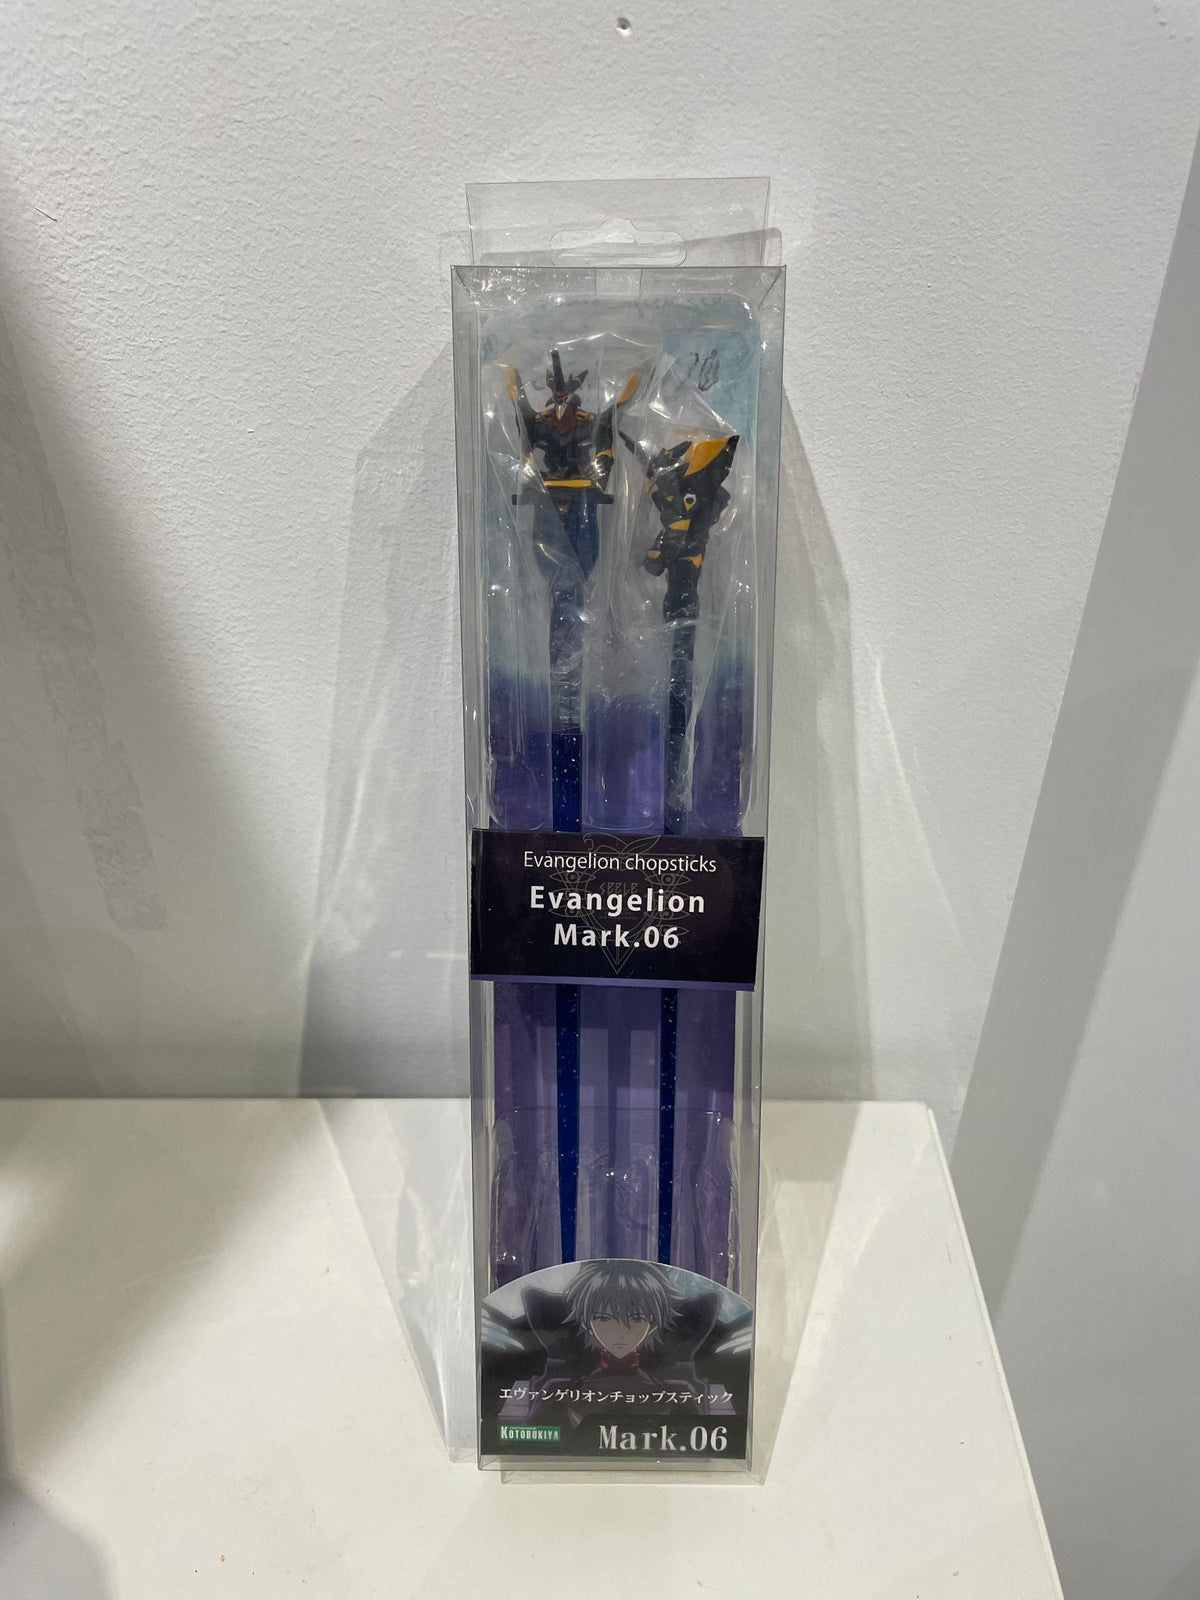 Evangelion chopsticks
SEELE
Evangelion
Mark.06
エヴァンゲリオンチョップスティック
KOTOBUKIYA
Mark.06